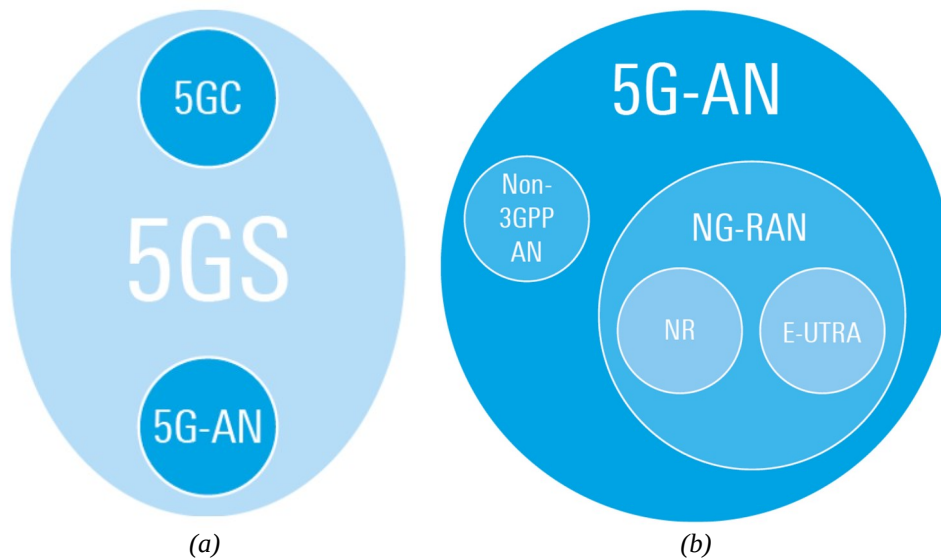 5GC
5GS
5G-AN
(a)
5G-AN
Non-
3GPP
AN
NG-RAN
NR
E-UTRA
(b)